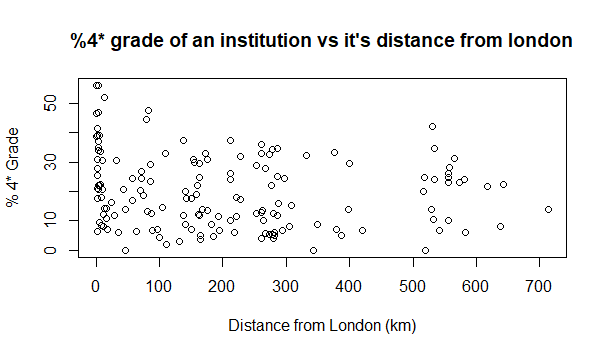 %4* grade of an institution vs it's distance from london
% 4* Grade
50
30
10
0
0 100 200 300 400 500 600 700
Distance from London (km)